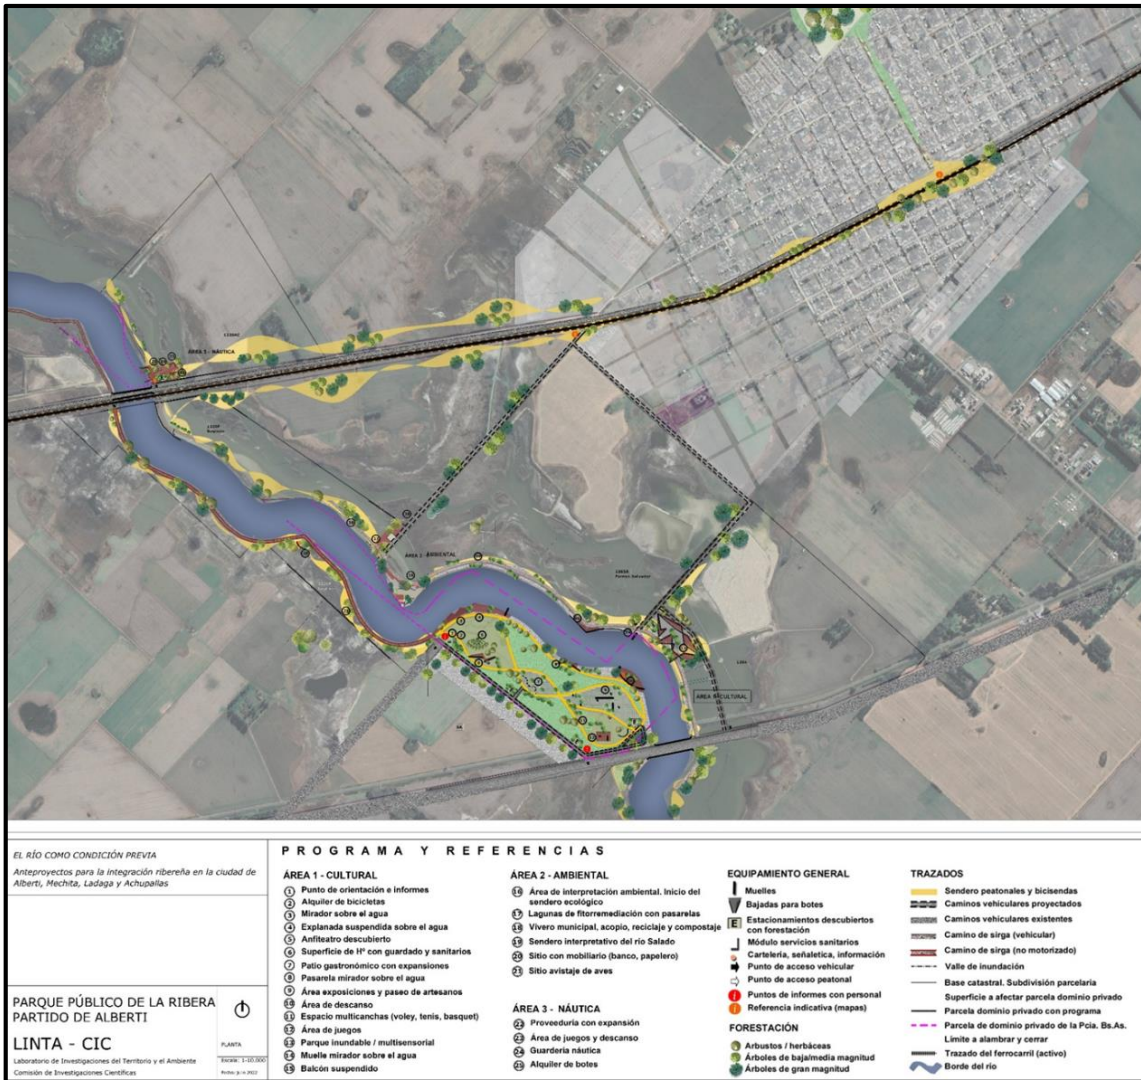 ÁREA 3 - NÁUTICA
ÁREA 2 - AMBIENTAL
EL RÍO COMO CONDICIÓN PREVIA
Anteproyectos para la integración ribereña en la ciudad de
Alberti, Mechita, Ladaga y Achupallas
PARQUE PÚBLICO DE LA RIBERA
PARTIDO DE ALBERTI
LINTA - CIC
Laboratorio de Investigaciones del Territorio y el Ambiente
Comisión de Investigaciones Científicas
PLANTA
Escala: 1-10.000
PROGRAMA Y REFERENCIAS
ÁREA 1 - CULTURAL
1 Punto de orientación e informes
2 Alquiler de bicicletas
3 Mirador sobre el agua
4 Explanada suspendida sobre el agua
5 Anfiteatro descubierto
6 Superficie de Hº con guardado y sanitarios
7 Patio gastronómico con expansiones
8 Pasarela mirador sobre el agua
9 Área exposiciones y paseo de artesanos
10 Área de descanso
11 Espacio multicanchas (voley, tenis, basquet)
12 Área de juegos
13 Parque inundable / multisensorial
14 Muelle mirador sobre el agua
15 Balcón suspendido
ÁREA 2 - AMBIENTAL
16 Área de interpretación ambiental. Inicio del
sendero ecológico
17 Lagunas de fitorremediación con pasarelas
18 Vivero municipal, acopio, reciclaje y compostaje
19 Sendero interpretativo del río Salado
20 Sitio con mobiliario (banco, papelero)
21 Sitio avistaje de aves
ÁREA 3 - NÁUTICA
22 Proveeduría con expansión
23 Área de juegos y descanso
24 Guardería náutica
25 Alquiler de botes
EQUIPAMIENTO GENERAL
Muelles
Bajadas para botes
E Estacionamientos descubiertos
con forestación
Módulo servicios sanitarios
Cartelería, señaletica, información
Punto de acceso vehicular
Punto de acceso peatonal
i Puntos de informes con personal
i Referencia indicativa (mapas)
FORESTACIÓN
Arbustos / herbáceas
Árboles de baja/media magnitud
Árboles de gran magnitud
TRAZADOS
Sendero peatonales y bicisendas
Caminos vehiculares proyectados
Caminos vehiculares existentes
Camino de sirga (vehicular)
Camino de sirga (no motorizado)
Valle de inundación
Base catastral. Subdivisión parcelaria
Superficie a afectar parcela dominio privado
Parcela dominio privado con programa
Parcela de dominio privado de la Pcia. Bs.As.
Límite a alambrar y cerrar
Trazado del ferrocarril (activo)
Borde del río